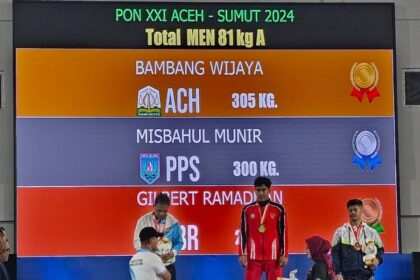 PON XXI ACEH - SUMUT 2024
Total MEN 81 kg A
BAMBANG WIJAYA
ACH 305 KG.
MISBAHUL MUNIR
PPS 300 KG.
GILBERT